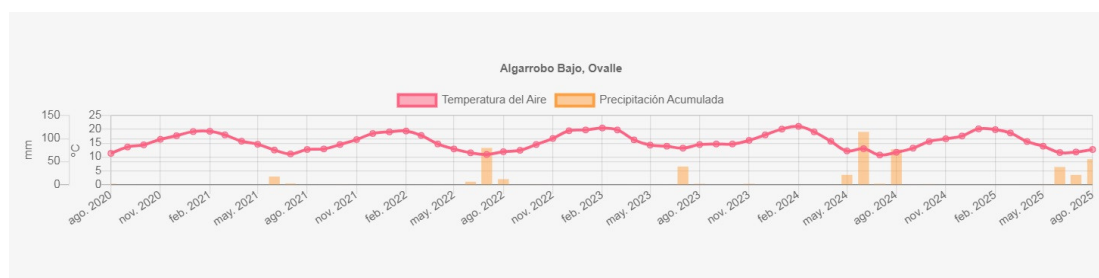 Algarrobo Bajo, Ovalle
Temperatura del Aire
Precipitación Acumulada
mm
150
100
50
0
°C
25
20
15
10
5
0
ago. 2020
nov. 2020
feb. 2021
may. 2021
ago. 2021
nov. 2021
feb. 2022
may. 2022
ago. 2022
nov. 2022
feb. 2023
may. 2023
ago. 2023
nov. 2023
feb. 2024
may. 2024
ago. 2024
nov. 2024
feb. 2025
may. 2025
ago. 2025